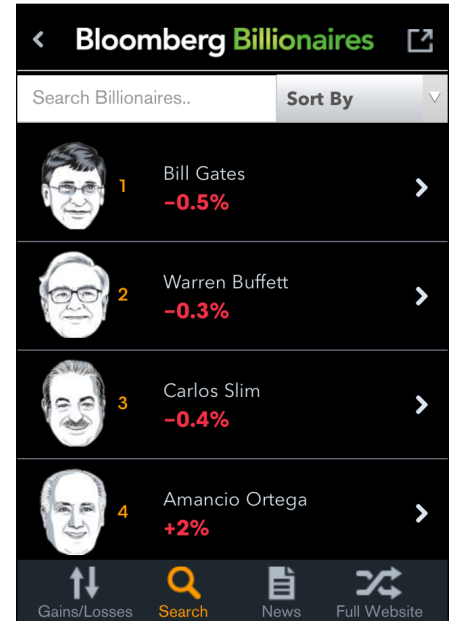 Bloomberg Billionaires
Search Billionaires..
Sort By
1
Bill Gates
-0.5%
2
Warren Buffett
-0.3%
3
Carlos Slim
-0.4%
4
Amancio Ortega
+2%
Gains/Losses
Search
News
Full Website